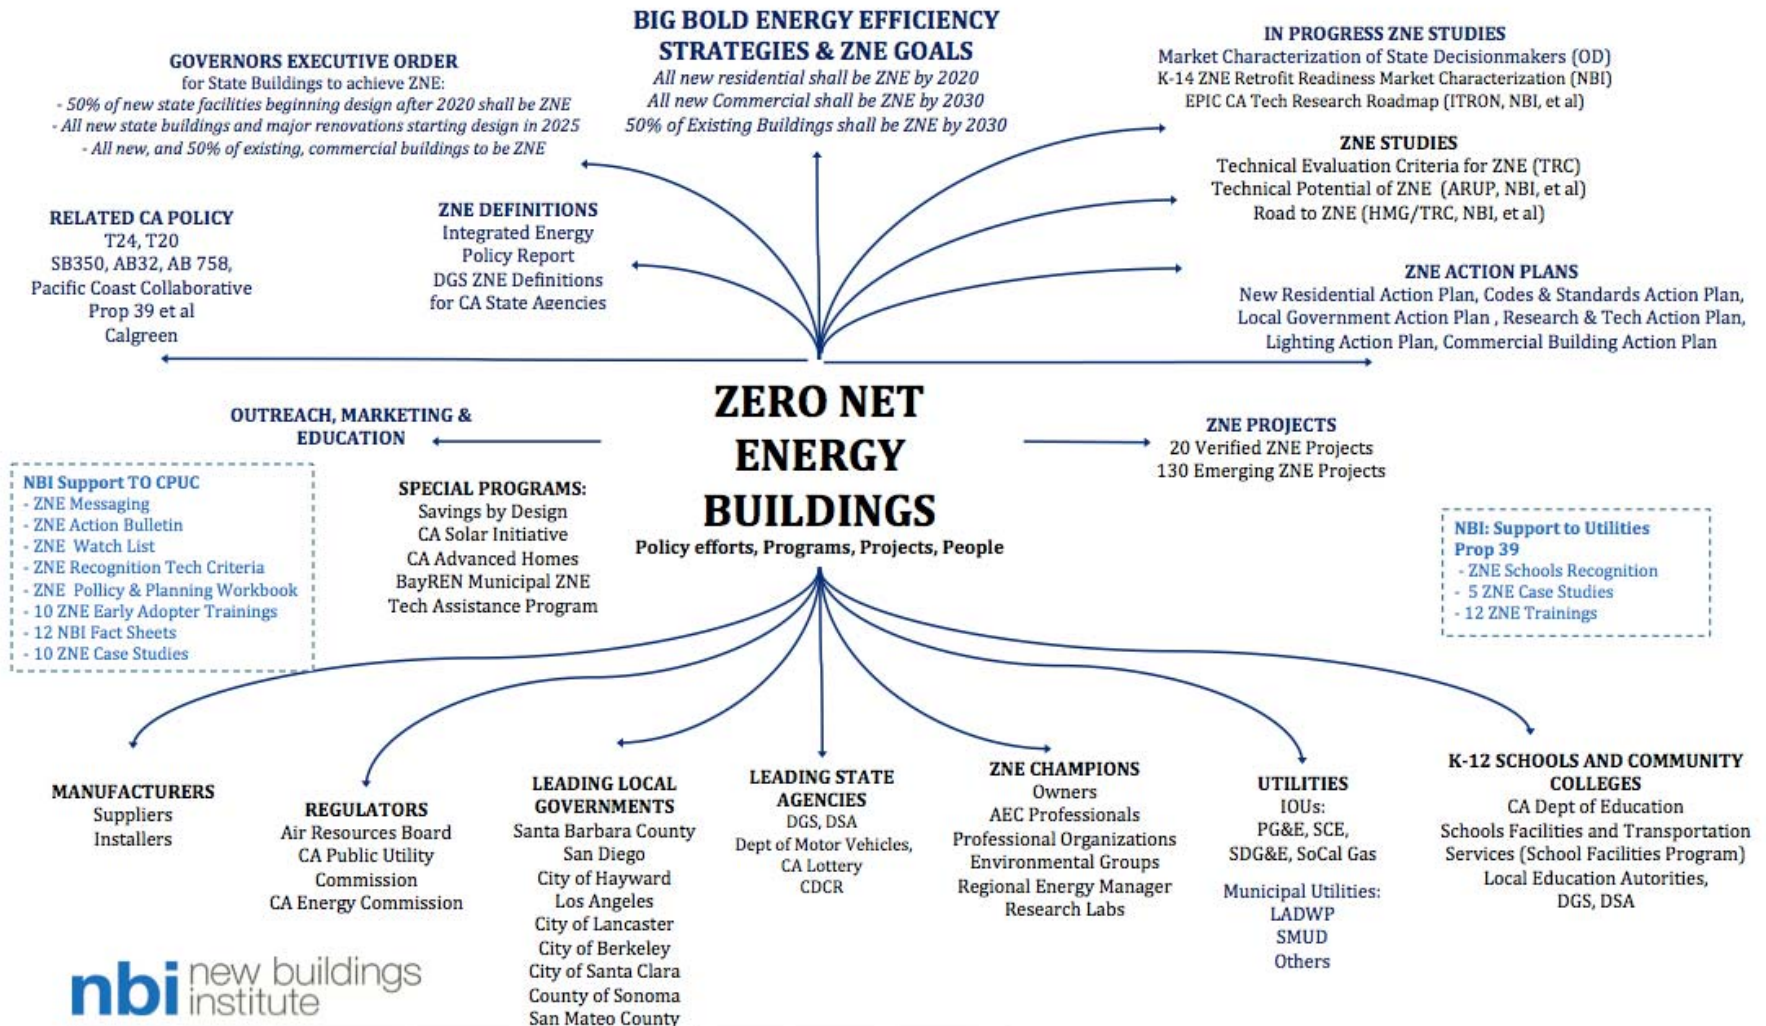 BIG BOLD ENERGY EFFICIENCY
STRATEGIES & ZNE GOALS
All new residential shall be ZNE by 2020
All new Commercial shall be ZNE by 2030
50% of Existing Buildings shall be ZNE by 2030
GOVERNORS EXECUTIVE ORDER
for State Buildings to achieve ZNE:
- 50% of new state facilities beginning design after 2020 shall be ZNE
- All new state buildings and major renovations starting design in 2025
- All new, and 50% of existing, commercial buildings to be ZNE
IN PROGRESS ZNE STUDIES
Market Characterization of State Decisionmakers (OD)
K-14 ZNE Retrofit Readiness Market Characterization (NBI)
EPIC CA Tech Research Roadmap (ITRON, NBI, et al)
ZNE STUDIES
Technical Evaluation Criteria for ZNE (TRC)
Technical Potential of ZNE (ARUP, NBI, et al)
Road to ZNE (HMG/TRC, NBI, et al)
RELATED CA POLICY
T24, T20
SB350, AB32, AB 758,
Pacific Coast Collaborative
Prop 39 et al
Calgreen
ZNE DEFINITIONS
Integrated Energy
Policy Report
DGS ZNE Definitions
for CA State Agencies
ZNE ACTION PLANS
New Residential Action Plan, Codes & Standards Action Plan,
Local Government Action Plan , Research & Tech Action Plan,
Lighting Action Plan, Commercial Building Action Plan
ZERO NET
ENERGY
BUILDINGS
Policy efforts, Programs, Projects, People
OUTREACH, MARKETING &
EDUCATION
ZNE PROJECTS
20 Verified ZNE Projects
130 Emerging ZNE Projects
NBI Support TO CPUC
- ZNE Messaging
- ZNE Action Bulletin
- ZNE Watch List
- ZNE Recognition Tech Criteria
- ZNE Pollicy & Planning Workbook
- 10 ZNE Early Adopter Trainings
- 12 NBI Fact Sheets
- 10 ZNE Case Studies
SPECIAL PROGRAMS:
Savings by Design
CA Solar Initiative
CA Advanced Homes
BayREN Municipal ZNE
Tech Assistance Program
NBI: Support to Utilities
Prop 39
- ZNE Schools Recognition
- 5 ZNE Case Studies
- 12 ZNE Trainings
MANUFACTURERS
Suppliers
Installers
REGULATORS
Air Resources Board
CA Public Utility
Commission
CA Energy Commission
LEADING LOCAL
GOVERNMENTS
Santa Barbara County
San Diego
City of Hayward
Los Angeles
City of Lancaster
City of Berkeley
City of Santa Clara
County of Sonoma
San Mateo County
LEADING STATE
AGENCIES
DGS, DSA
Dept of Motor Vehicles,
CA Lottery
CDCR
ZNE CHAMPIONS
Owners
AEC Professionals
Professional Organizations
Environmental Groups
Regional Energy Manager
Research Labs
UTILITIES
IOUs:
PG&E, SCE,
SDG&E, SoCal Gas
Municipal Utilities:
LADWP
SMUD
Others
K-12 SCHOOLS AND COMMUNITY
COLLEGES
CA Dept of Education
Schools Facilities and Transportation
Services (School Facilities Program)
Local Education Autorities,
DGS, DSA
nbi new buildings
institute